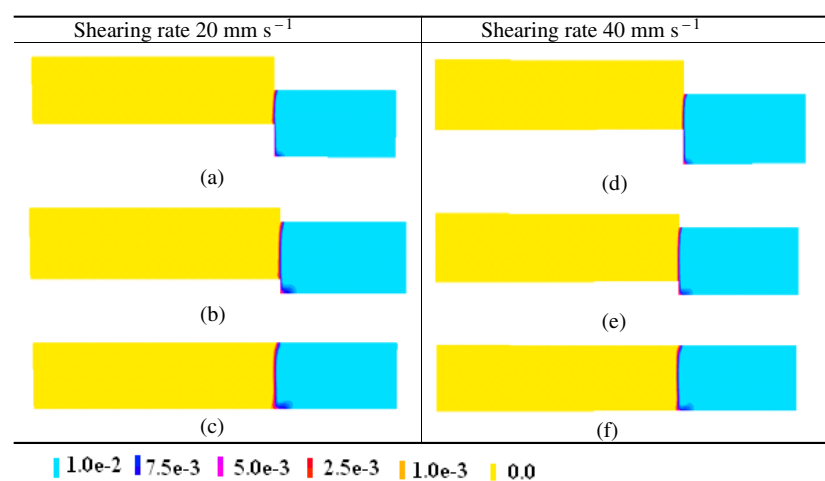 Shearing rate 20 mm s⁻¹ Shearing rate 40 mm s⁻¹
(a)
(d)
(b)
(e)
(c)
(f)
1.0e-2 7.5e-3 5.0e-3 2.5e-3 1.0e-3 0.0